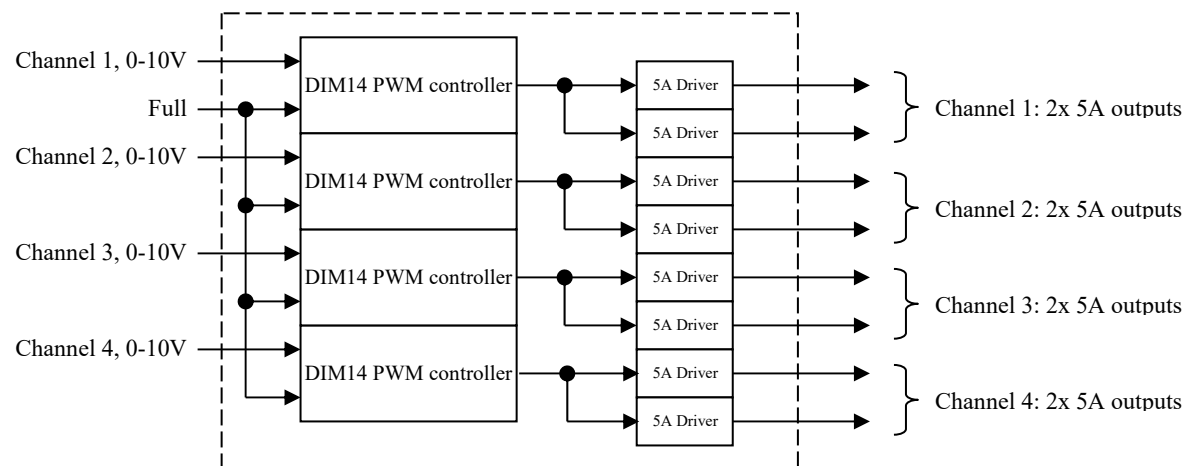 Channel 1, 0-10V
Full
Channel 2, 0-10V
Channel 3, 0-10V
Channel 4, 0-10V
DIM14 PWM controller
DIM14 PWM controller
DIM14 PWM controller
DIM14 PWM controller
5A Driver
5A Driver
5A Driver
5A Driver
5A Driver
5A Driver
5A Driver
5A Driver
Channel 1: 2x 5A outputs
Channel 2: 2x 5A outputs
Channel 3: 2x 5A outputs
Channel 4: 2x 5A outputs